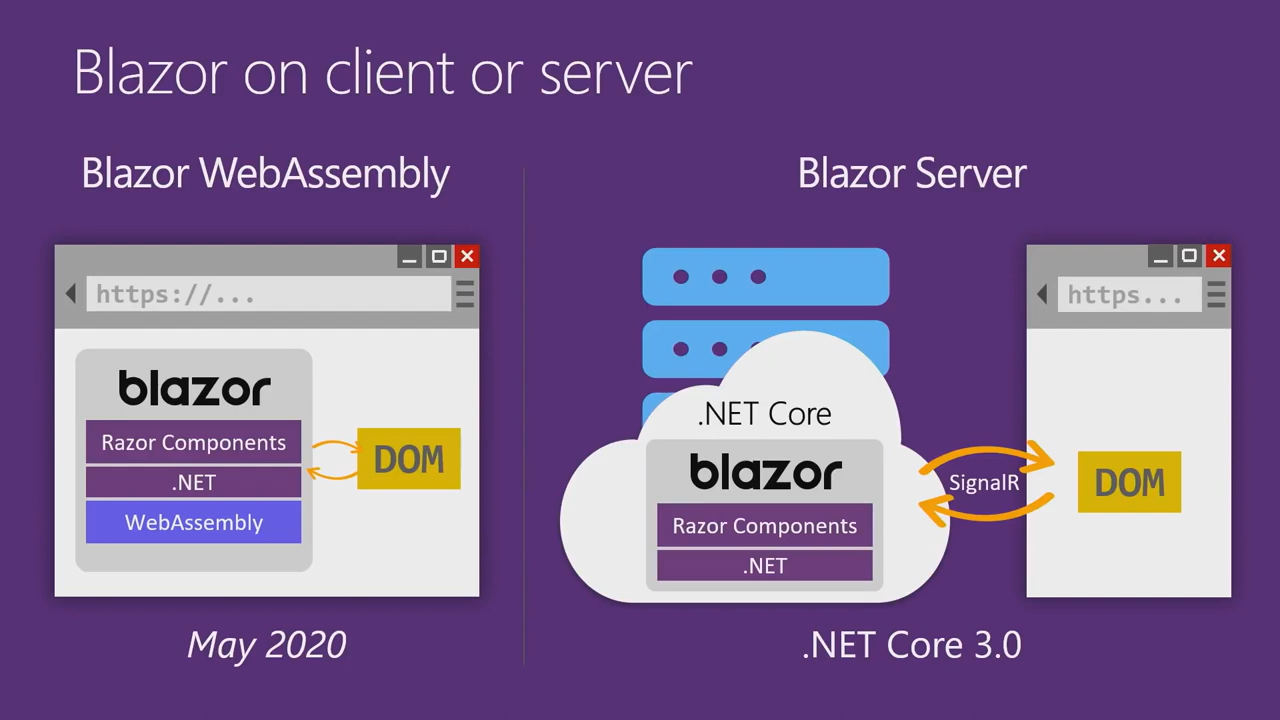 Blazor on client or server
Blazor WebAssembly
https://...
blazor
Razor Components
.NET
WebAssembly
DOM
May 2020
Blazor Server
.NET Core
blazor
Razor Components
.NET
SignalR
https...
DOM
.NET Core 3.0